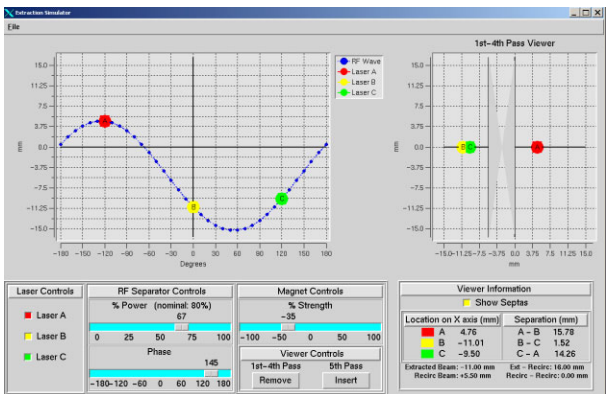 Extraction Simulator
File
1st-4th Pass Viewer
15.0
11.25
7.5
3.75
0.0
-3.75
-7.5
-11.25
-15.0
mm
A
B
C
RF Wave
Laser A
Laser B
Laser C
-180 -150 -120 -90 -60 -30 0 30 60 90 120 150 180
Degrees
15.0
11.25
7.5
3.75
0.0
-3.75
-7.5
-11.25
-15.0
mm
B C A
-15.0 -11.25 -7.5 -3.75 0.0 3.75 7.5 11.25 15.0
mm
Laser Controls
Laser A
Laser B
Laser C
RF Separator Controls
% Power (nominal: 80%)
67
0 25 50 75 100
Phase
145
-180 -120 -60 0 60 120 180
Magnet Controls
% Strength
-35
-100 -50 0 50 100
Viewer Controls
1st-4th Pass 5th Pass
Remove Insert
Viewer Information
Show Septas
Location on X axis (mm) Separation (mm)
A 4.76 A - B 15.78
B -11.01 B - C 1.52
C -9.50 C - A 14.26
Extracted Beam: -11.00 mm Ext - Recirc: 16.00 mm
Recirc Beam: +5.50 mm Recirc - Recirc: 0.00 mm